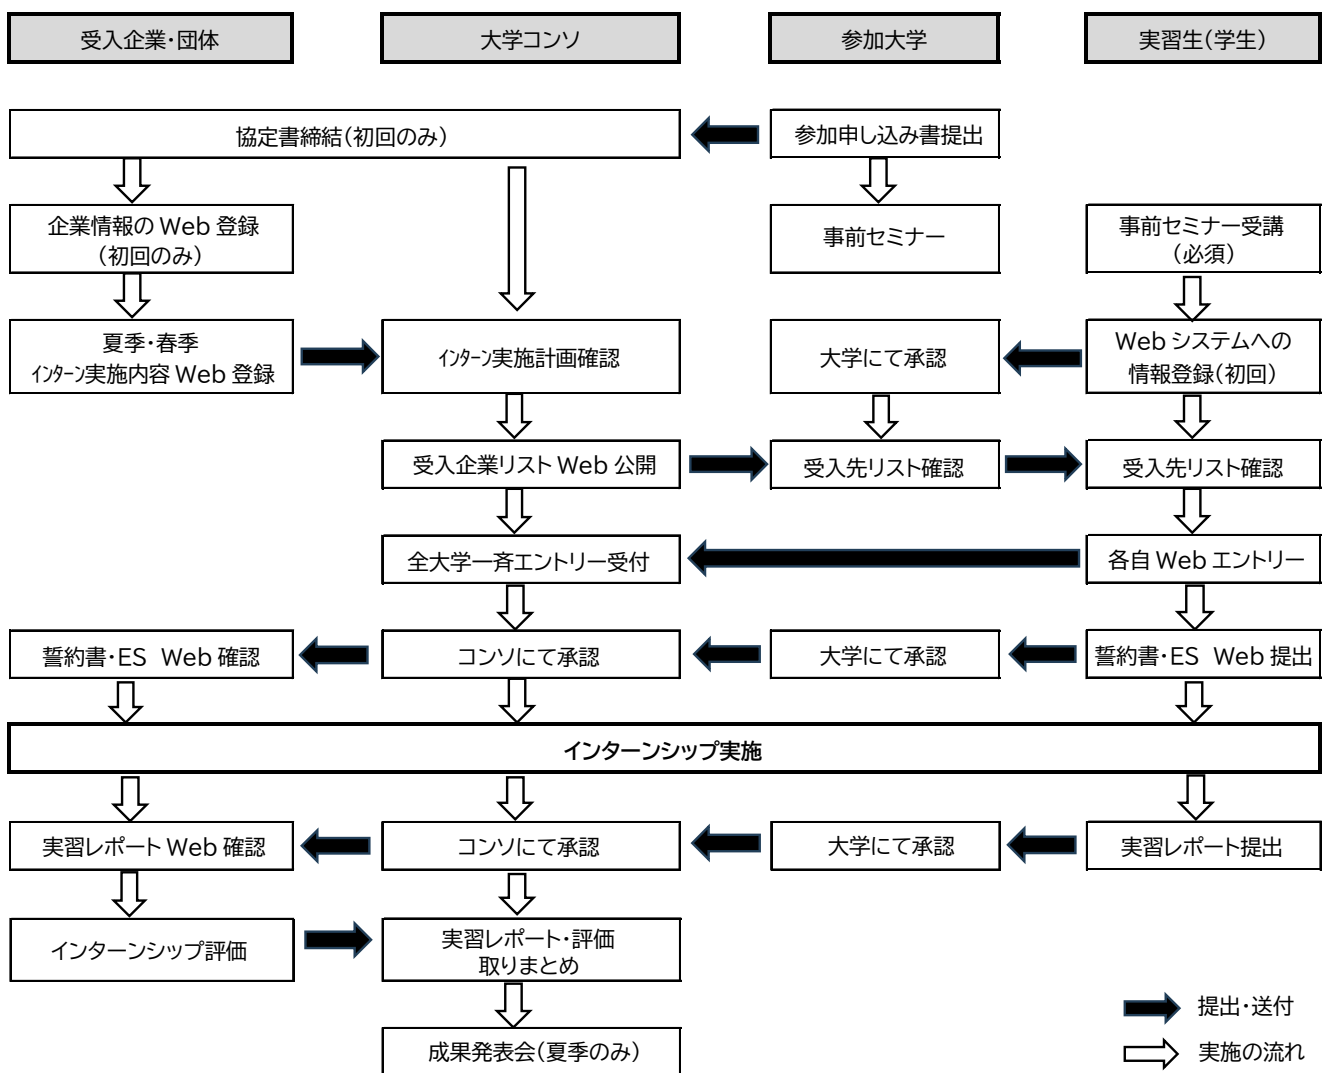 受入企業・団体
大学コンソ
参加大学
実習生(学生)
協定書締結(初回のみ)
参加申し込み書提出
企業情報の Web 登録
(初回のみ)
事前セミナー
事前セミナー受講
(必須)
夏季・春季
ｲﾝﾀｰﾝ実施内容 Web 登録
ｲﾝﾀｰﾝ実施計画確認
大学にて承認
Web システムへの
情報登録(初回)
受入企業リスト Web 公開
受入先リスト確認
受入先リスト確認
全大学一斉エントリー受付
各自 Web エントリー
誓約書・ES Web 確認
コンソにて承認
大学にて承認
誓約書・ES Web 提出
インターンシップ実施
実習レポート Web 確認
コンソにて承認
大学にて承認
実習レポート提出
インターンシップ評価
実習レポート・評価
取りまとめ
成果発表会(夏季のみ)
提出・送付
実施の流れ